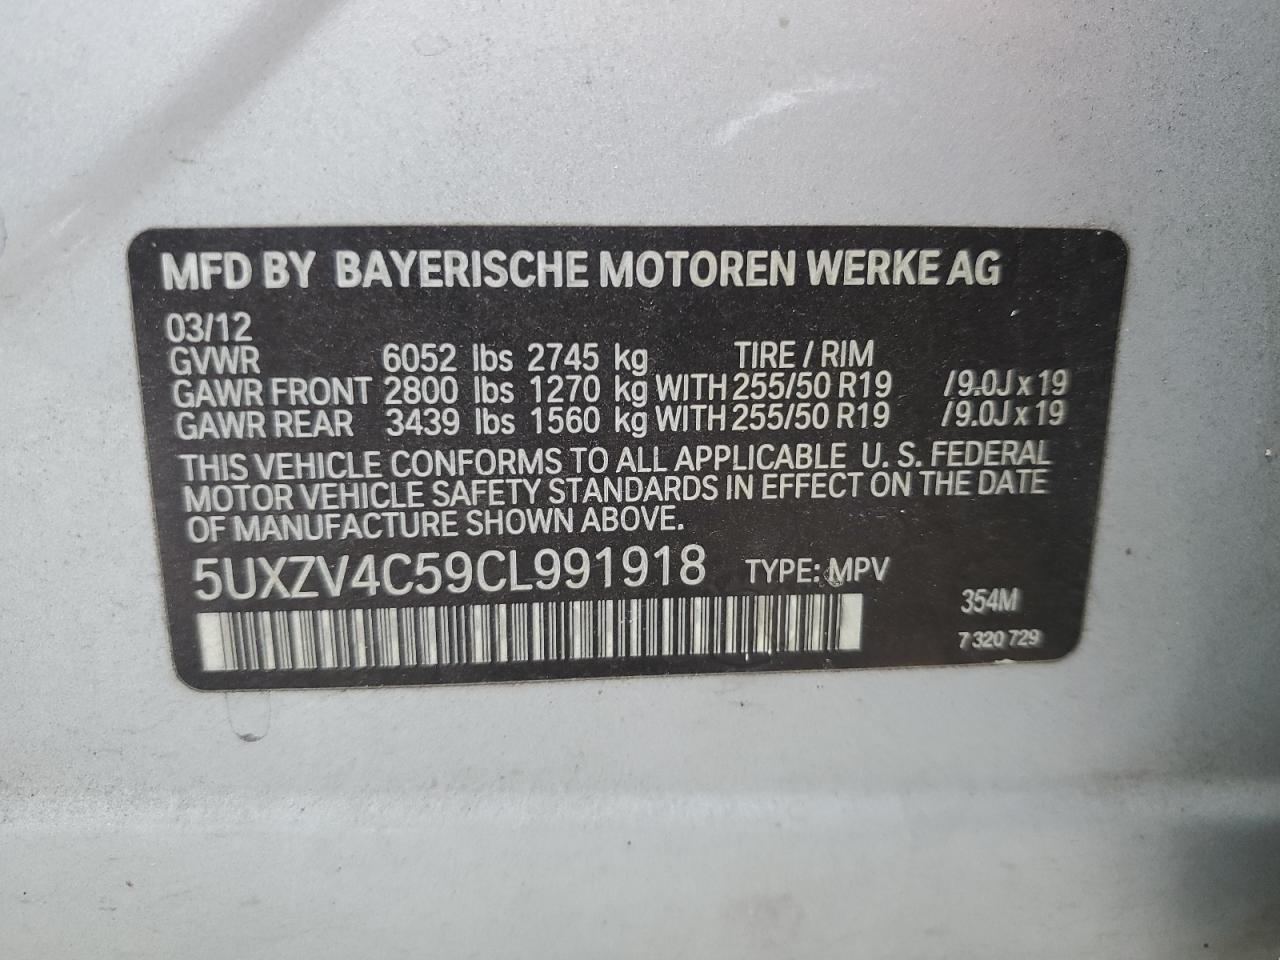 MFD BY BAYERISCHE MOTOREN WERKE AG
03/12
GVWR 6052 lbs 2745 kg TIRE / RIM
GAWR FRONT 2800 lbs 1270 kg WITH 255/50 R19 /9.0J x 19
GAWR REAR 3439 lbs 1560 kg WITH 255/50 R19 /9.0J x 19
THIS VEHICLE CONFORMS TO ALL APPLICABLE U. S. FEDERAL
MOTOR VEHICLE SAFETY STANDARDS IN EFFECT ON THE DATE
OF MANUFACTURE SHOWN ABOVE.
5UXZV4C59CL991918 TYPE: MPV
354M
7 320 729